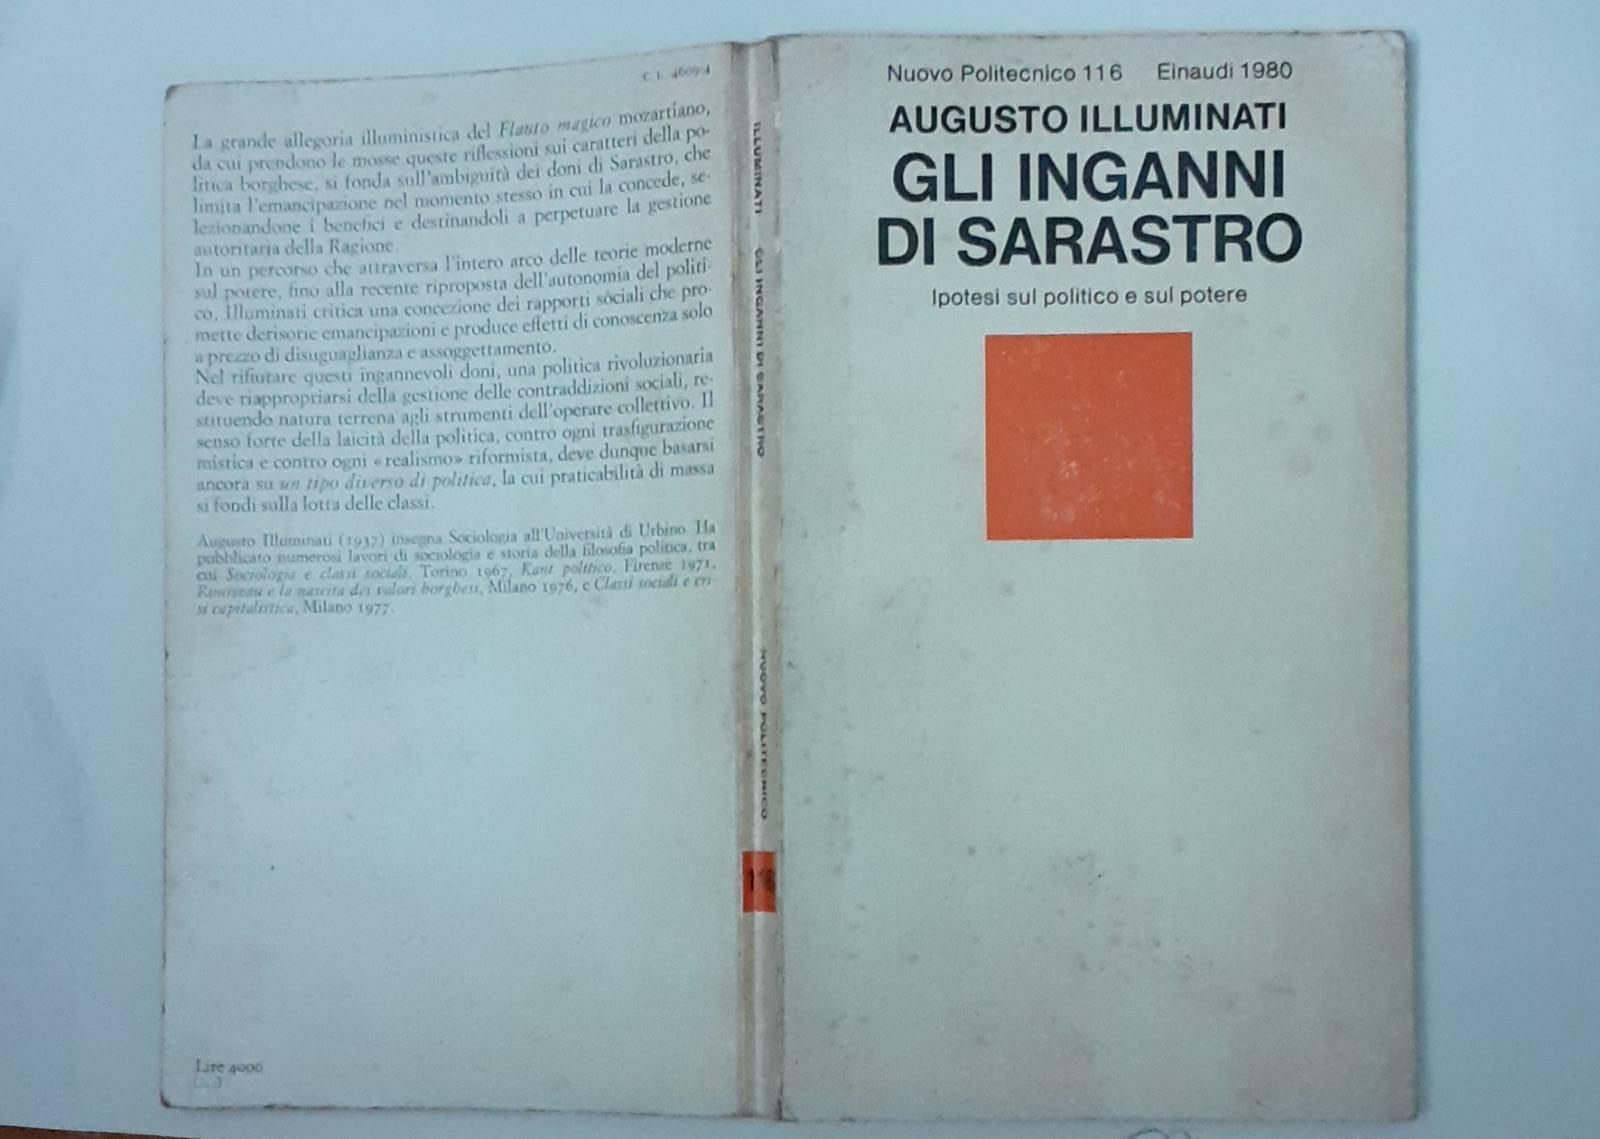 C L 4609-4
La grande allegoria illuministica del Flauto magico mozartiano,
da cui prendono le mosse queste riflessioni sui caratteri della po-
litica borghese, si fonda sull'ambiguità dei doni di Sarastro, che
limita l'emancipazione nel momento stesso in cui la concede, se-
lezionandone i benefici e destinandoli a perpetuare la gestione
autoritaria della Ragione.
In un percorso che attraversa l'intero arco delle teorie moderne
sul potere, fino alla recente riproposta dell'autonomia del politi-
co, Illuminati critica una concezione dei rapporti sociali che pro-
mette derisorie emancipazioni e produce effetti di conoscenza solo
a prezzo di disuguaglianza e assoggettamento.
Nel rifiutare questi ingannevoli doni, una politica rivoluzionaria
deve riappropriarsi della gestione delle contraddizioni sociali, re-
stituendo natura terrena agli strumenti dell'operare collettivo. Il
senso forte della laicità della politica, contro ogni trasfigurazione
mistica e contro ogni «realismo» riformista, deve dunque basarsi
ancora su un tipo diverso di politica, la cui praticabilità di massa
si fondi sulla lotta delle classi.
Augusto Illuminati (1937) insegna Sociologia all'Università di Urbino. Ha
pubblicato numerosi lavori di sociologia e storia della filosofia politica, tra
cui Sociologia e classi sociali, Torino 1967, Kant politico, Firenze 1971,
Rousseau e la nascita dei valori borghesi, Milano 1976, e Classi sociali e cri-
si capitalistica, Milano 1977.
Lire 4000
ILLUMINATI GLI INGANNI DI SARASTRO
NUOVO POLITECNICO
116
Nuovo Politecnico 116 Einaudi 1980
AUGUSTO ILLUMINATI
GLI INGANNI
DI SARASTRO
Ipotesi sul politico e sul potere